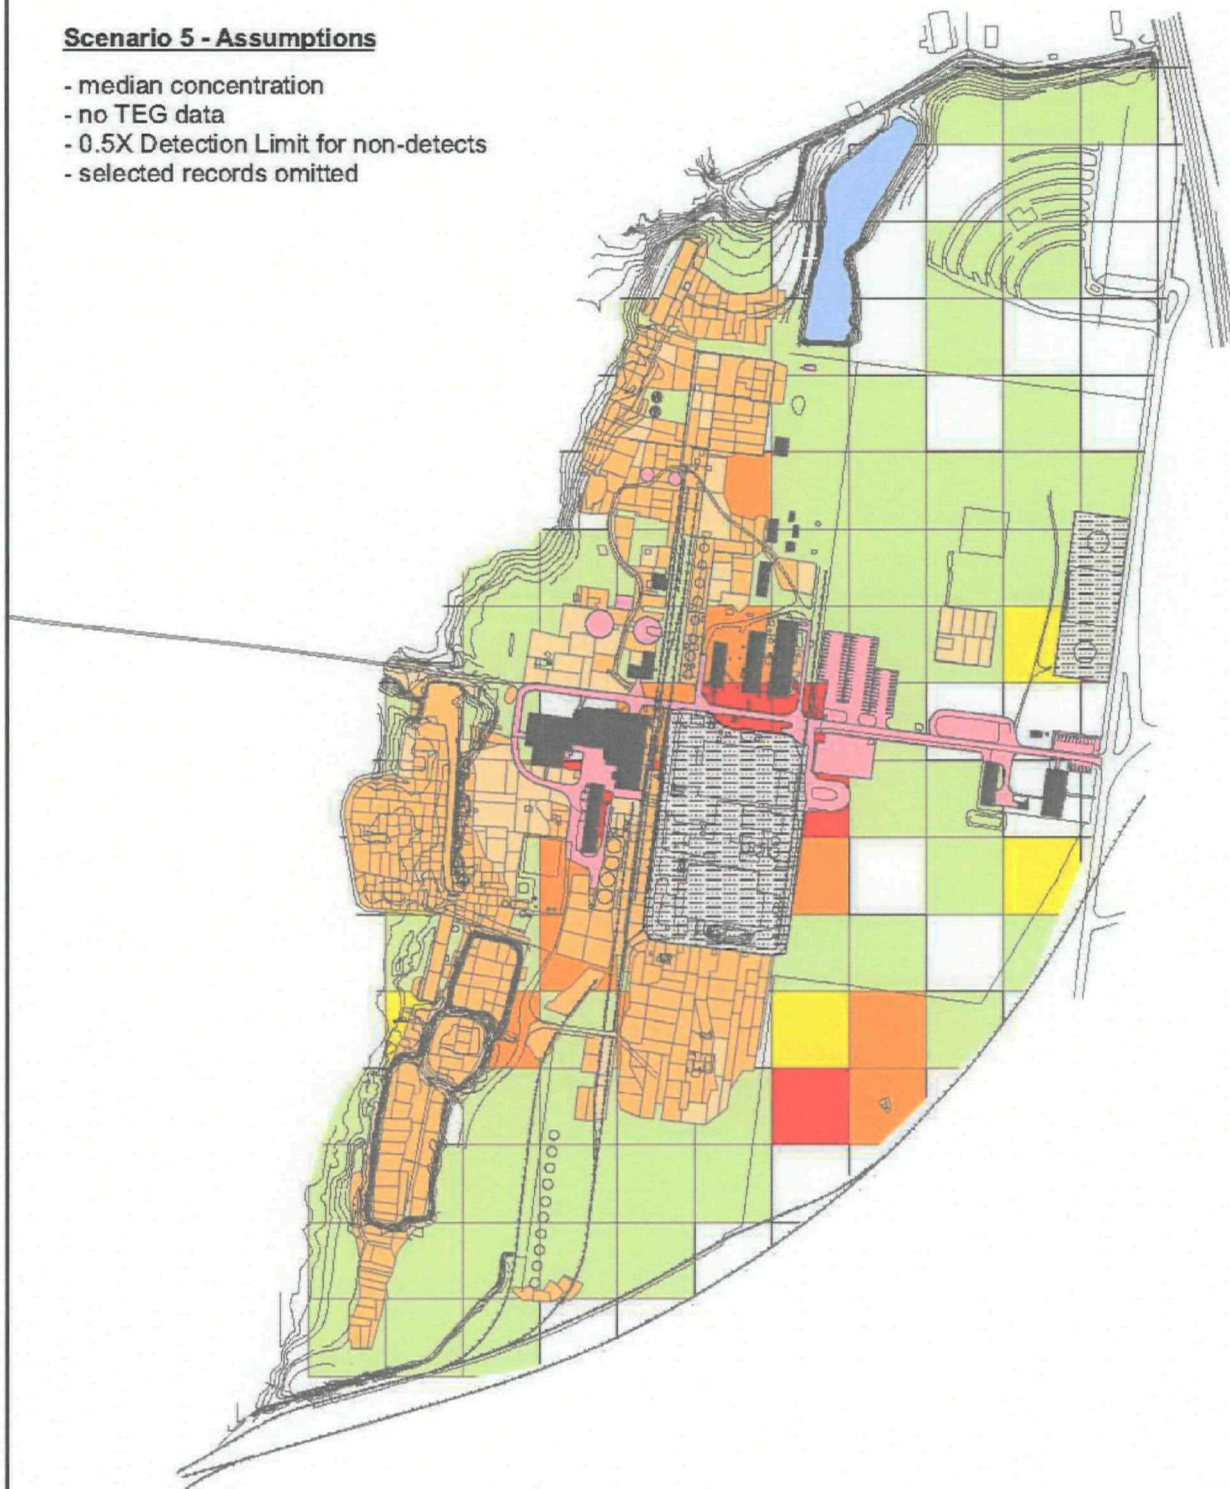 Scenario 5 - Assumptions
- median concentration
- no TEG data
- 0.5X Detection Limit for non-detects
- selected records omitted